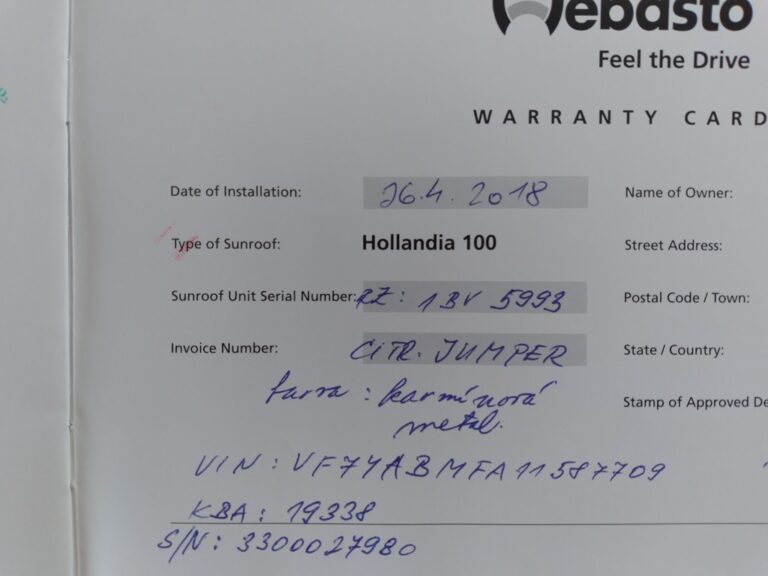 Webasto
Feel the Drive
WARRANTY CARD
Date of Installation: 26.4. 2018 Name of Owner:
Type of Sunroof: Hollandia 100 Street Address:
Sunroof Unit Serial Number: RZ: 1BV 5993 Postal Code / Town:
Invoice Number: CITR. JUMPER State / Country:
farva: karmínová
metal.
Stamp of Approved De
VIN: VF7YABMFA11587709
KBA: 19338
S/N: 3300027980